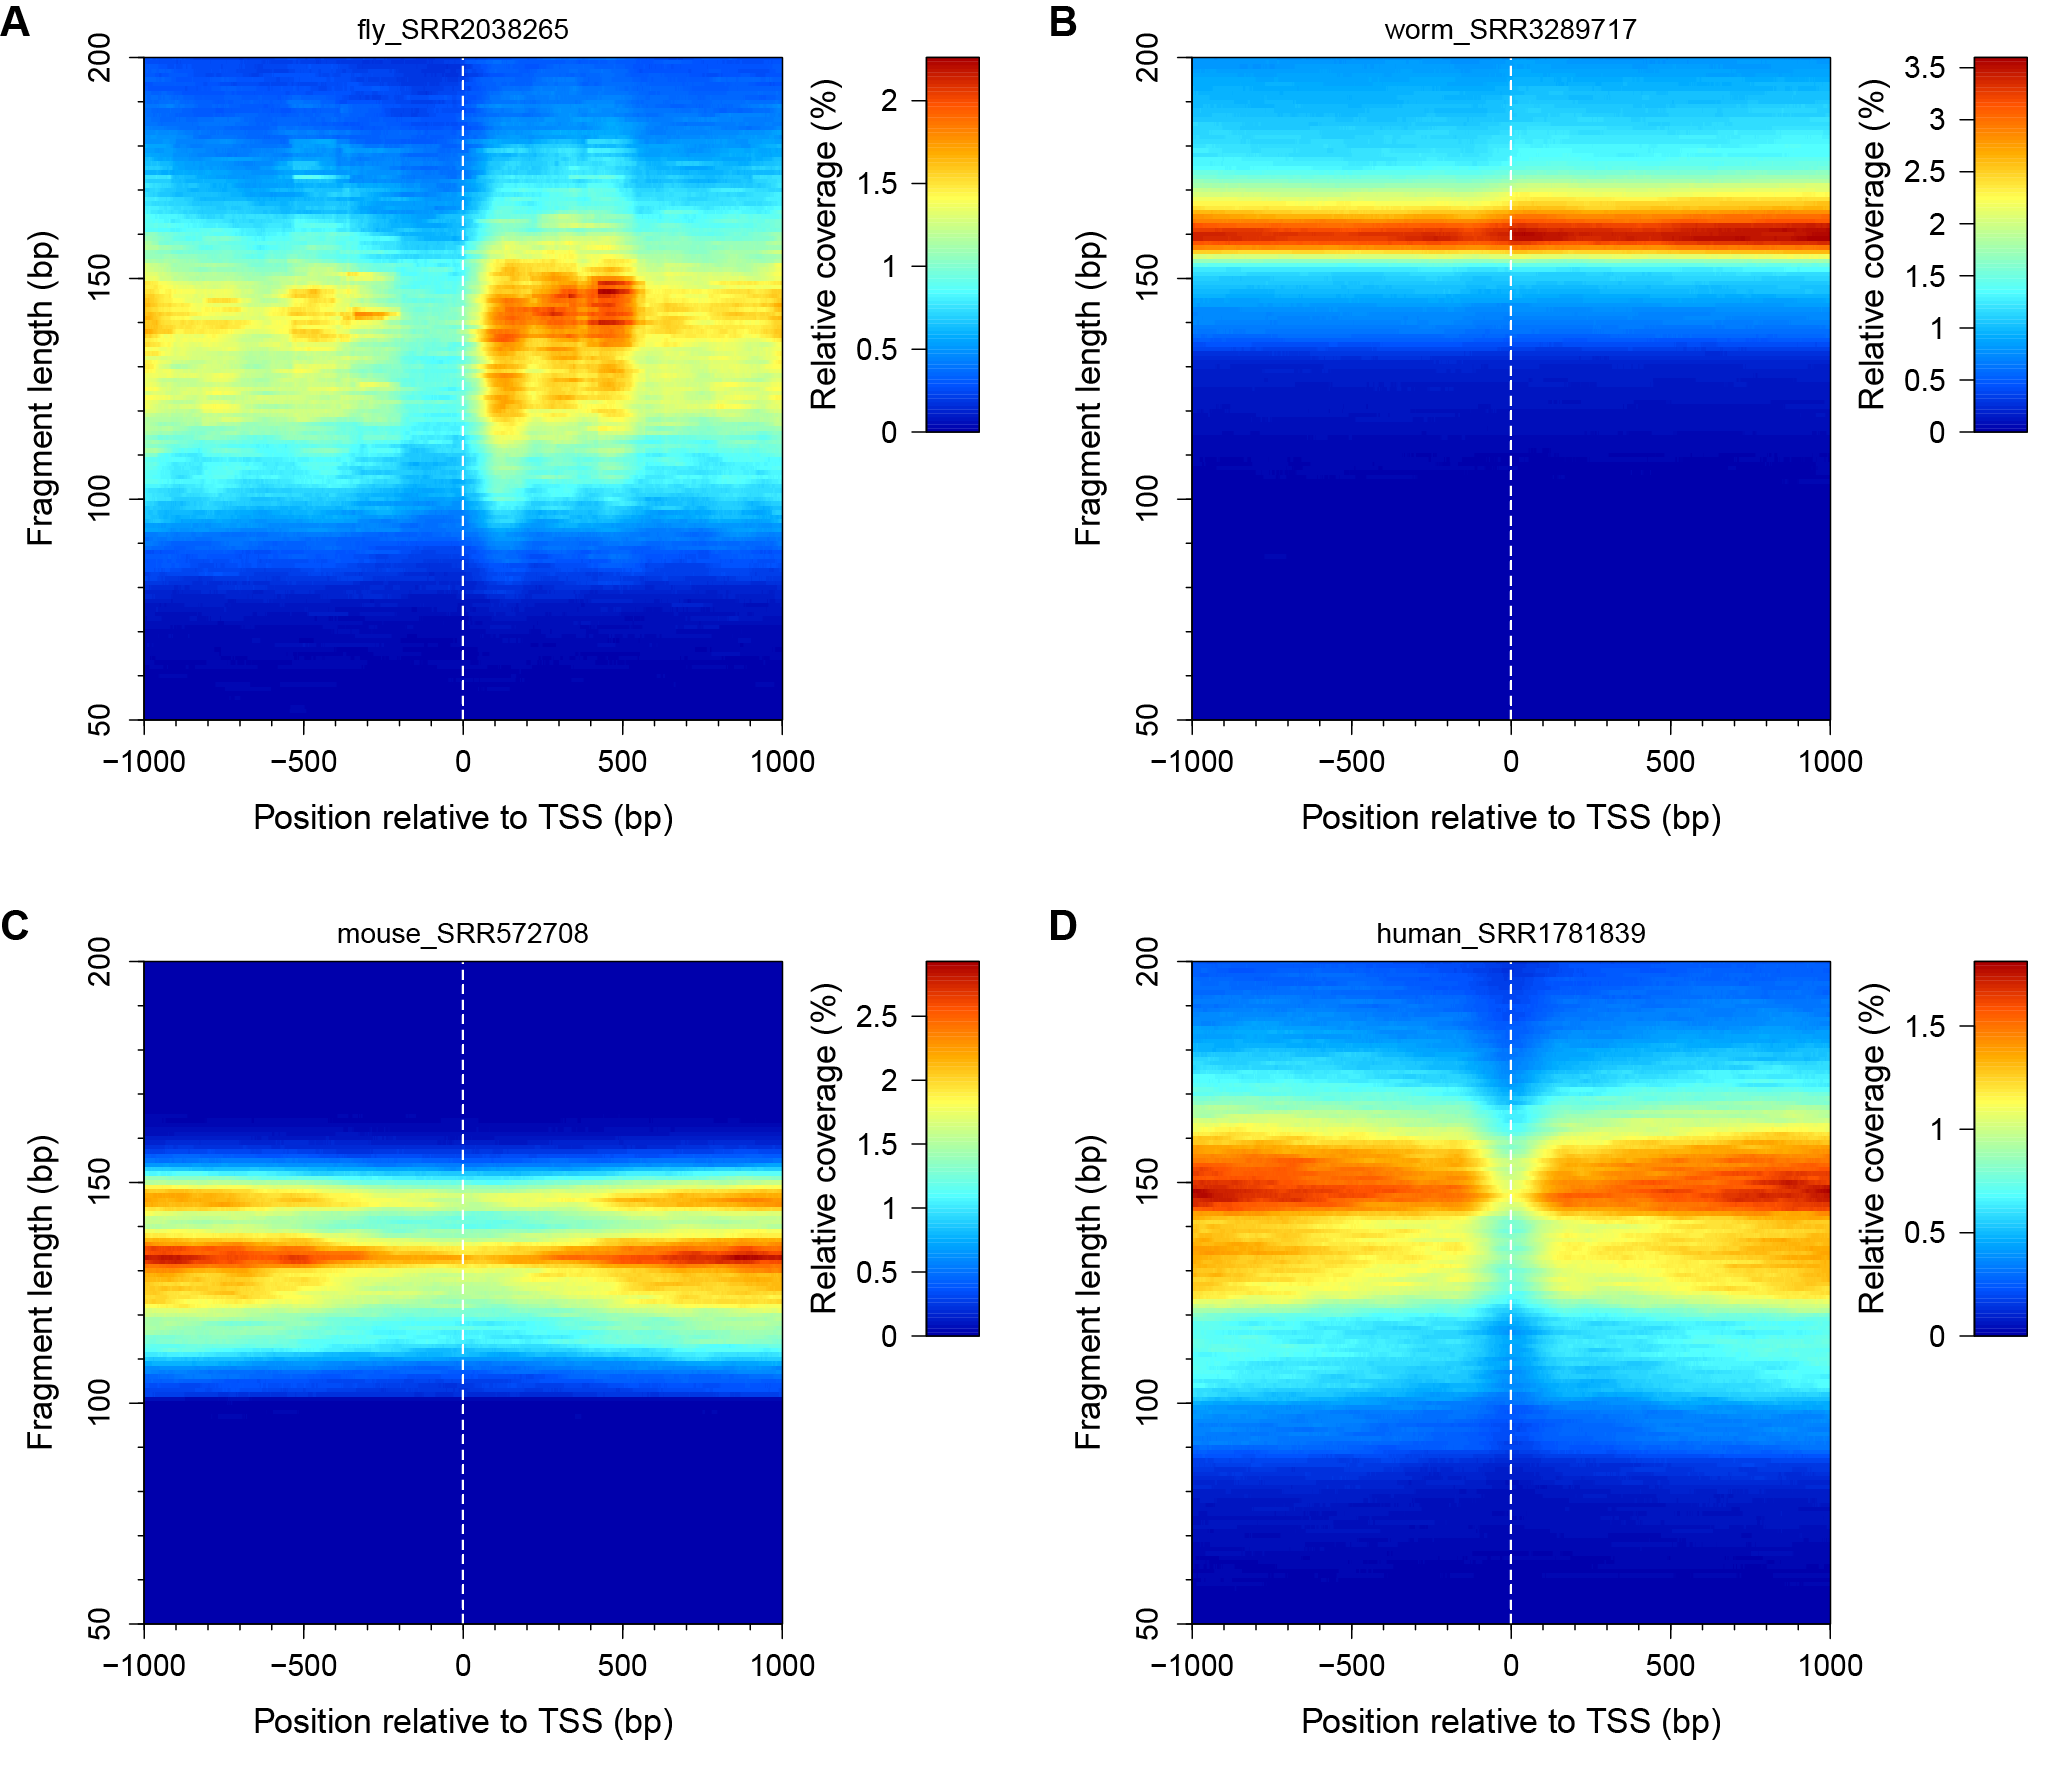 A
fly_SRR2038265
Fragment length (bp)
200
150
100
50
−1000
−500
0
500
1000
Position relative to TSS (bp)
Relative coverage (%)
2
1.5
1
0.5
0
B
worm_SRR3289717
Fragment length (bp)
200
150
100
50
−1000
−500
0
500
1000
Position relative to TSS (bp)
Relative coverage (%)
3.5
3
2.5
2
1.5
1
0.5
0
C
mouse_SRR572708
Fragment length (bp)
200
150
100
50
−1000
−500
0
500
1000
Position relative to TSS (bp)
Relative coverage (%)
2.5
2
1.5
1
0.5
0
D
human_SRR1781839
Fragment length (bp)
200
150
100
50
−1000
−500
0
500
1000
Position relative to TSS (bp)
Relative coverage (%)
1.5
1
0.5
0